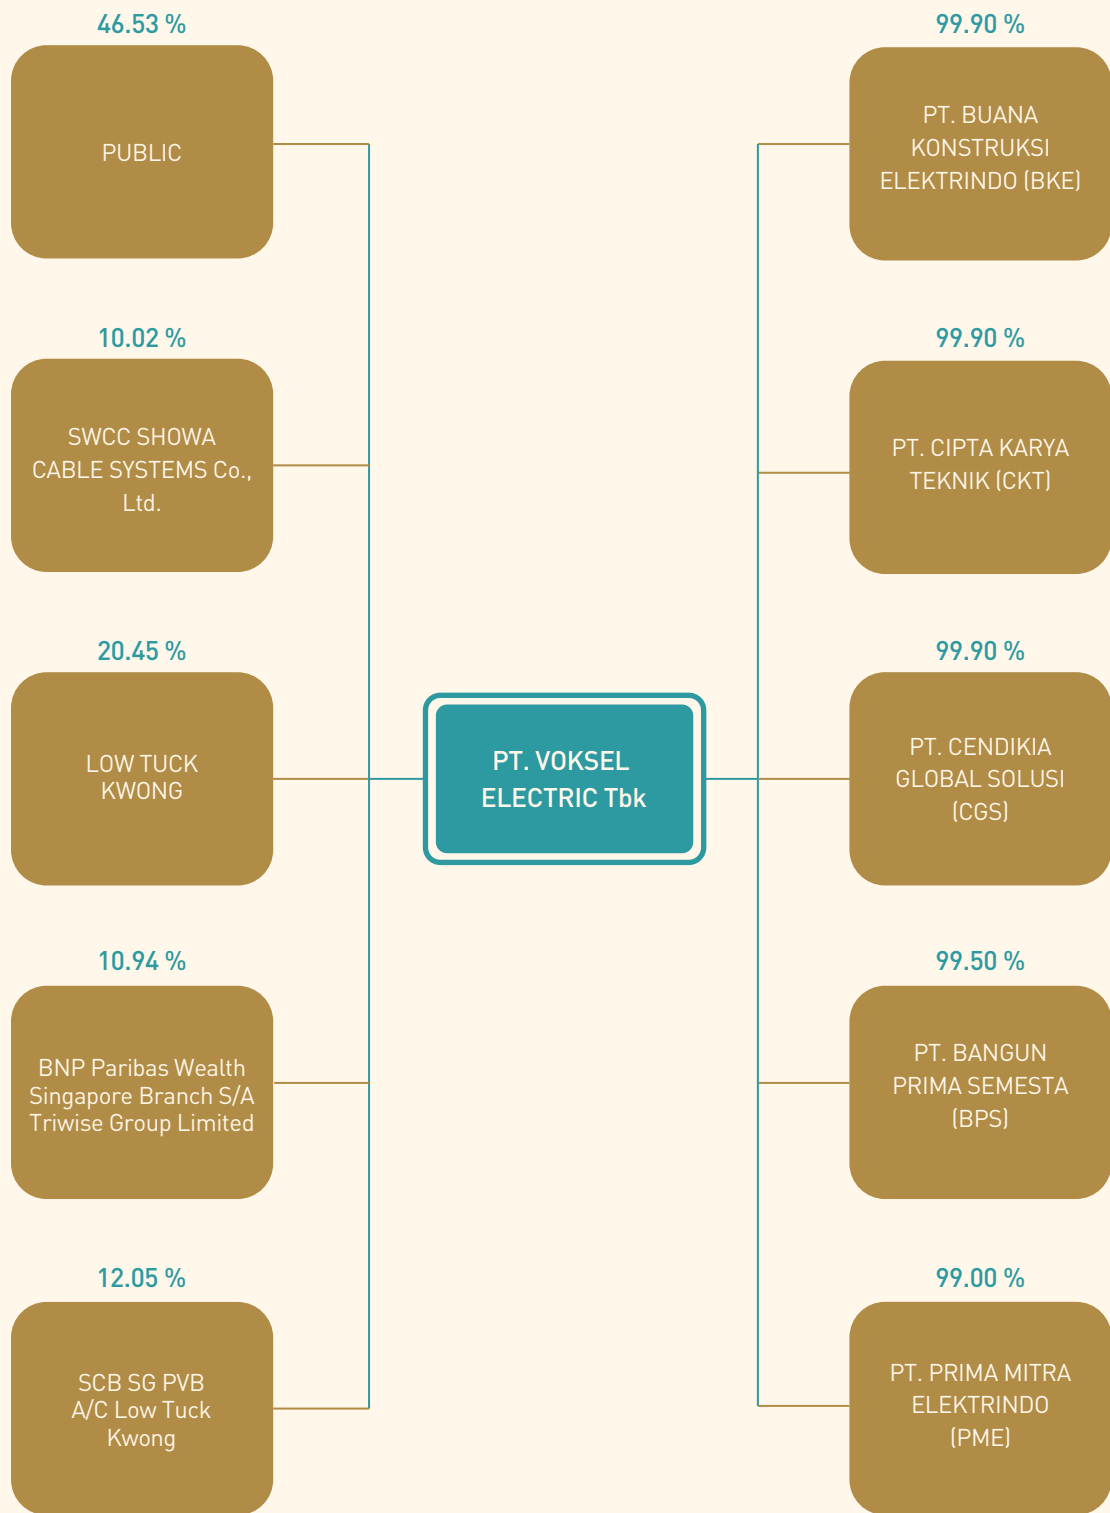 46.53 %
PUBLIC
10.02 %
SWCC SHOWA
CABLE SYSTEMS Co.,
Ltd.
20.45 %
LOW TUCK
KWONG
10.94 %
BNP Paribas Wealth
Singapore Branch S/A
Triwise Group Limited
12.05 %
SCB SG PVB
A/C Low Tuck
Kwong
PT. VOKSEL
ELECTRIC Tbk
99.90 %
PT. BUANA
KONSTRUKSI
ELEKTRINDO (BKE)
99.90 %
PT. CIPTA KARYA
TEKNIK (CKT)
99.90 %
PT. CENDIKIA
GLOBAL SOLUSI
(CGS)
99.50 %
PT. BANGUN
PRIMA SEMESTA
(BPS)
99.00 %
PT. PRIMA MITRA
ELEKTRINDO
(PME)